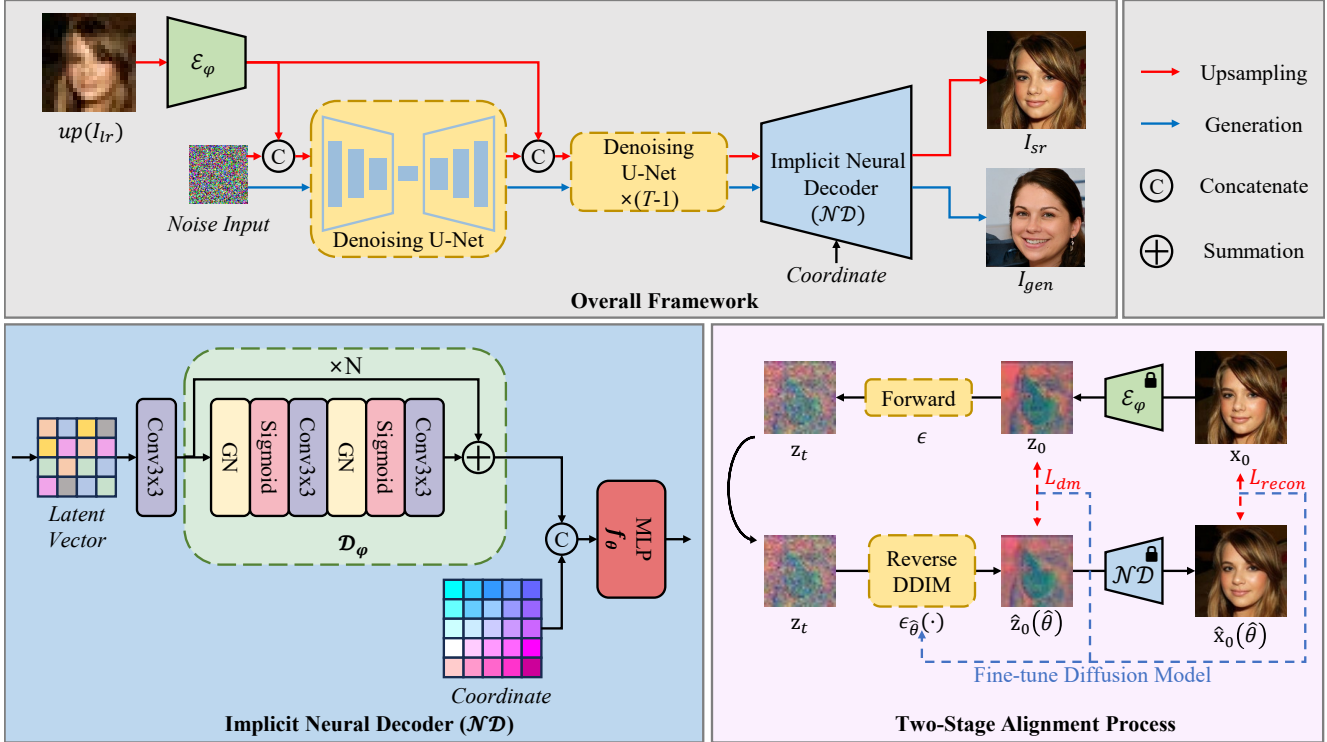 up(I_lr)
ℰ_φ
C
Noise Input
Denoising U-Net
C
Denoising
U-Net
×(T-1)
Implicit Neural
Decoder
(𝒩𝒟)
Coordinate
I_sr
I_gen
Overall Framework
Upsampling
Generation
C
Concatenate
Summation
Latent
Vector
Conv3x3
×N
GN
Sigmoid
Conv3x3
GN
Sigmoid
Conv3x3
𝒟_φ
C
MLP
f_θ
Coordinate
Implicit Neural Decoder (𝒩𝒟)
z_t
Forward
ϵ
z_0
ℰ_φ
x_0
L_dm
L_recon
z_t
Reverse
DDIM
ϵ_θ̂(·)
ẑ_0(θ̂)
𝒩𝒟
x̂_0(θ̂)
Fine-tune Diffusion Model
Two-Stage Alignment Process